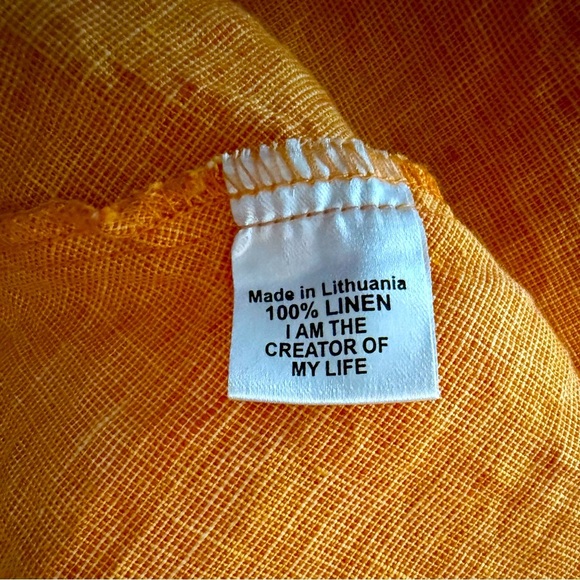 Made in Lithuania
100% LINEN
I AM THE
CREATOR OF
MY LIFE